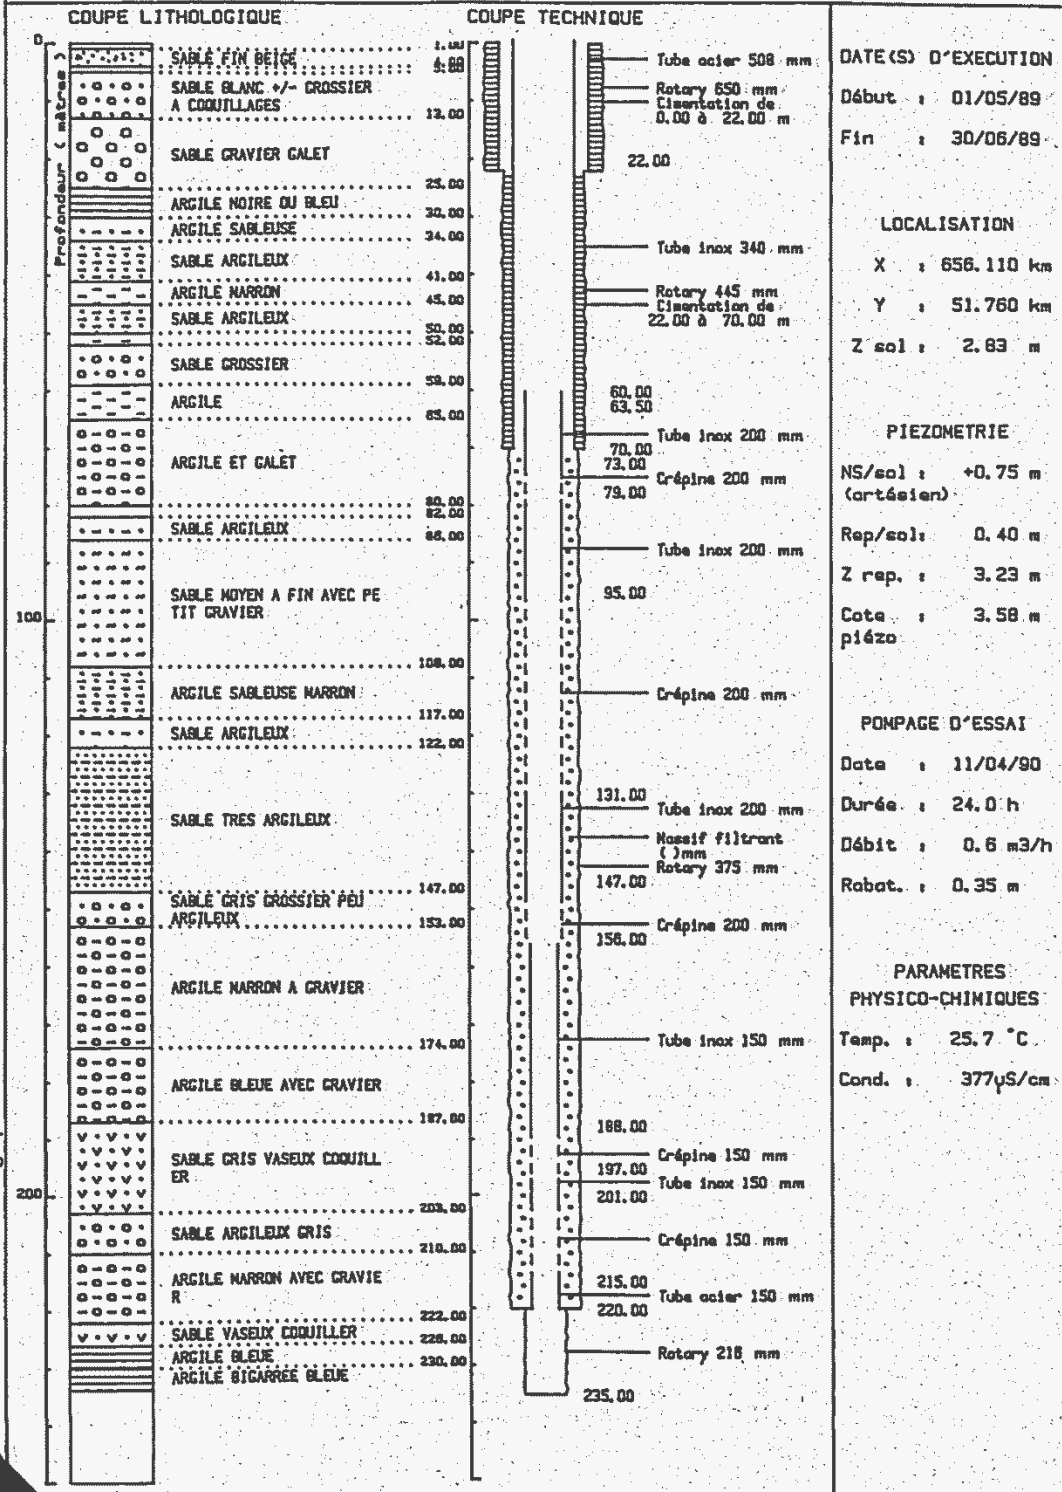 COUPE LITHOLOGIQUE
COUPE TECHNIQUE
Profondeur ( mètres )
0
100
200
1.00
SABLE FIN BEIGE
4.00
5.00
SABLE BLANC +/- GROSSIER
A COQUILLAGES
13.00
SABLE GRAVIER GALET
25.00
ARGILE NOIRE OU BLEU
30.00
ARGILE SABLEUSE
34.00
SABLE ARGILEUX
41.00
ARGILE MARRON
45.00
SABLE ARGILEUX
50.00
52.00
SABLE GROSSIER
59.00
ARGILE
65.00
ARGILE ET GALET
80.00
82.00
SABLE ARGILEUX
86.00
SABLE MOYEN A FIN AVEC PE
TIT GRAVIER
108.00
ARGILE SABLEUSE MARRON
117.00
SABLE ARGILEUX
122.00
SABLE TRES ARGILEUX
147.00
SABLE GRIS GROSSIER PEU
ARGILEUX
153.00
ARGILE MARRON A GRAVIER
174.00
ARGILE BLEUE AVEC GRAVIER
187.00
SABLE GRIS VASEUX COQUILL
ER
203.00
SABLE ARGILEUX GRIS
210.00
ARGILE MARRON AVEC GRAVIE
R
222.00
SABLE VASEUX COQUILLER
226.00
ARGILE BLEUE
230.00
ARGILE BIGARREE BLEUE
Tube acier 508 mm
Rotary 650 mm
Cimentation de
0.00 à 22.00 m
22.00
Tube inox 340 mm
Rotary 445 mm
Cimentation de
22.00 à 70.00 m
60.00
63.50
Tube inox 200 mm
70.00
73.00
Crépine 200 mm
79.00
Tube inox 200 mm
95.00
Crépine 200 mm
131.00
Tube inox 200 mm
Massif filtrant
( )mm
Rotary 375 mm
147.00
Crépine 200 mm
156.00
Tube inox 150 mm
188.00
Crépine 150 mm
197.00
Tube inox 150 mm
201.00
Crépine 150 mm
215.00
Tube acier 150 mm
220.00
Rotary 216 mm
235.00
DATE(S) D'EXECUTION
Début : 01/05/89
Fin : 30/06/89
LOCALISATION
X : 656.110 km
Y : 51.760 km
Z sol : 2.83 m
PIEZOMETRIE
NS/sol : +0.75 m
(artésien)
Rep/sol: 0.40 m
Z rep. : 3.23 m
Cote : 3.58 m
piézo
POMPAGE D'ESSAI
Date : 11/04/90
Durée : 24.0 h
Débit : 0.6 m3/h
Rabat. : 0.35 m
PARAMETRES
PHYSICO-CHIMIQUES
Temp. : 25.7 °C
Cond. : 377µS/cm